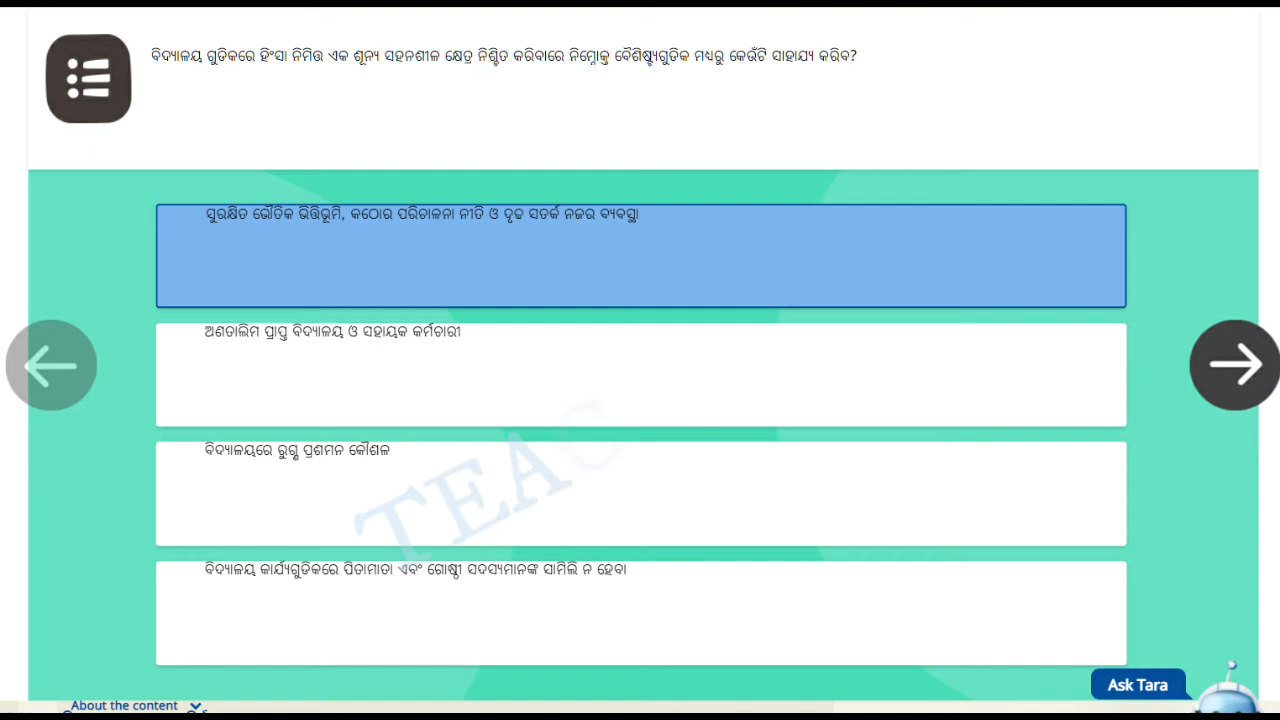 ବିଦ୍ୟାଳୟ ଗୁଡିକରେ ହିଂସା ନିମିତ୍ତ ଏକ ଶୂନ୍ୟ ସହନଶୀଳ କ୍ଷେତ୍ର ନିଶ୍ଚିତ କରିବାରେ ନିମ୍ନୋକ୍ତ ବୈଶିଷ୍ଟ୍ୟଗୁଡିକ ମଧ୍ୟରୁ କେଉଁଟି ସାହାଯ୍ୟ କରିବ?
ସୁରକ୍ଷିତ ଭୌତିକ ଭିତ୍ତିଭୂମି, କଠୋର ପରିଚାଳନା ନୀତି ଓ ଦୃଢ ସତର୍କ ନଜର ବ୍ୟବସ୍ଥା
ଅଣତାଲିମ ପ୍ରାପ୍ତ ବିଦ୍ୟାଳୟ ଓ ସହାୟକ କର୍ମଚାରୀ
ବିଦ୍ୟାଳୟରେ ରୁଗ୍ଣ ପ୍ରଶମନ କୌଶଳ
TEAC
ବିଦ୍ୟାଳୟ କାର୍ଯ୍ୟଗୁଡିକରେ ପିତାମାତା ଏବଂ ଗୋଷ୍ଠୀ ସଦସ୍ୟମାନଙ୍କ ସାମିଲି ନ ହେବା
Ask Tara
About the content